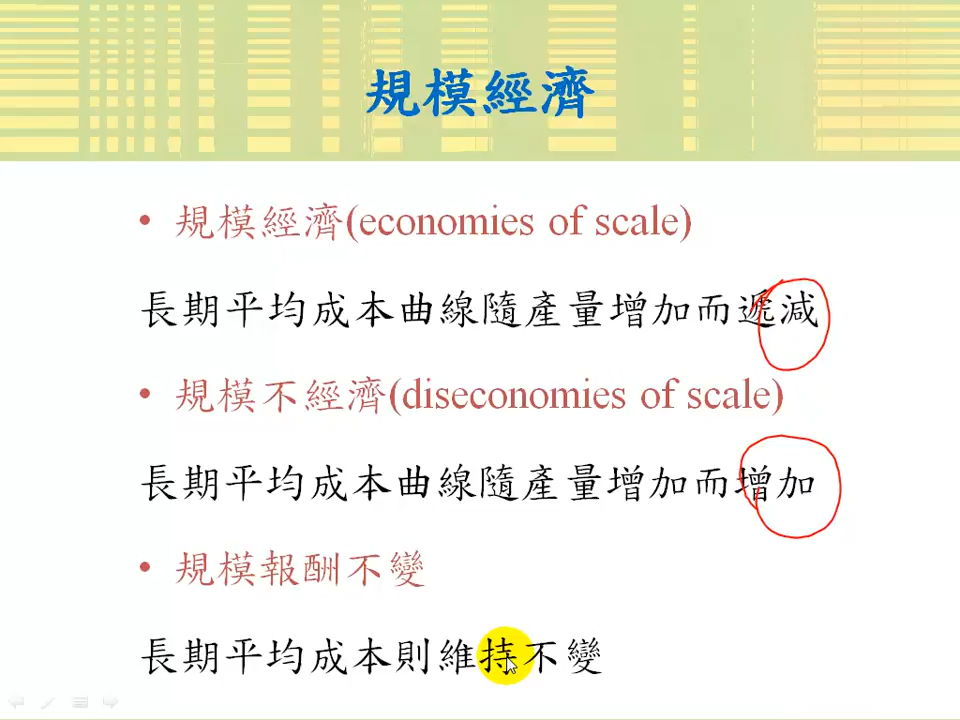 規模經濟
• 規模經濟(economies of scale)
長期平均成本曲線隨產量增加而遞減
• 規模不經濟(diseconomies of scale)
長期平均成本曲線隨產量增加而增加
• 規模報酬不變
長期平均成本則維持不變